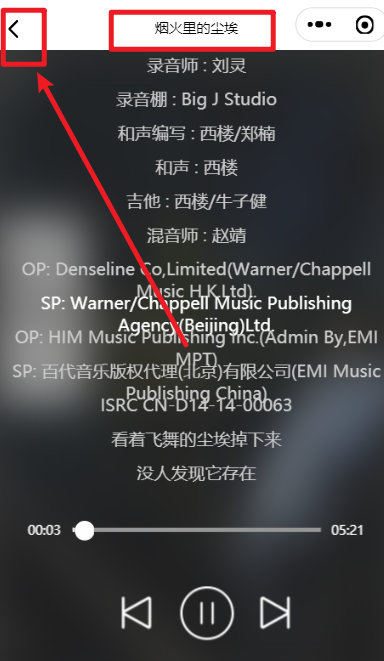 烟火里的尘埃
录音师 : 刘灵
录音棚 : Big J Studio
和声编写 : 西楼/郑楠
和声 : 西楼
吉他 : 西楼/牛子健
混音师 : 赵靖
OP: Denseline Co,Limited(Warner/Chappell
Music H.K.Ltd)
SP: Warner/Chappell Music Publishing
Agency(Beijing)Ltd
OP: HIM Music Publishing Inc.(Admin By,EMI
MPT)
SP: 百代音乐版权代理(北京)有限公司(EMI Music
Publishing China)
ISRC CN-D14-14-00063
看着飞舞的尘埃掉下来
没人发现它存在
00:03
05:21